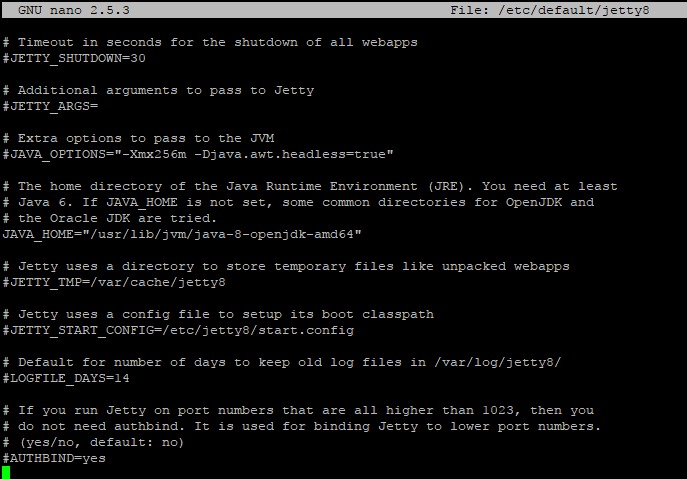 GNU nano 2.5.3 File: /etc/default/jetty8
# Timeout in seconds for the shutdown of all webapps
#JETTY_SHUTDOWN=30
# Additional arguments to pass to Jetty
#JETTY_ARGS=
# Extra options to pass to the JVM
#JAVA_OPTIONS="-Xmx256m -Djava.awt.headless=true"
# The home directory of the Java Runtime Environment (JRE). You need at least
# Java 6. If JAVA_HOME is not set, some common directories for OpenJDK and
# the Oracle JDK are tried.
JAVA_HOME="/usr/lib/jvm/java-8-openjdk-amd64"
# Jetty uses a directory to store temporary files like unpacked webapps
#JETTY_TMP=/var/cache/jetty8
# Jetty uses a config file to setup its boot classpath
#JETTY_START_CONFIG=/etc/jetty8/start.config
# Default for number of days to keep old log files in /var/log/jetty8/
#LOGFILE_DAYS=14
# If you run Jetty on port numbers that are all higher than 1023, then you
# do not need authbind. It is used for binding Jetty to lower port numbers.
# (yes/no, default: no)
#AUTHBIND=yes